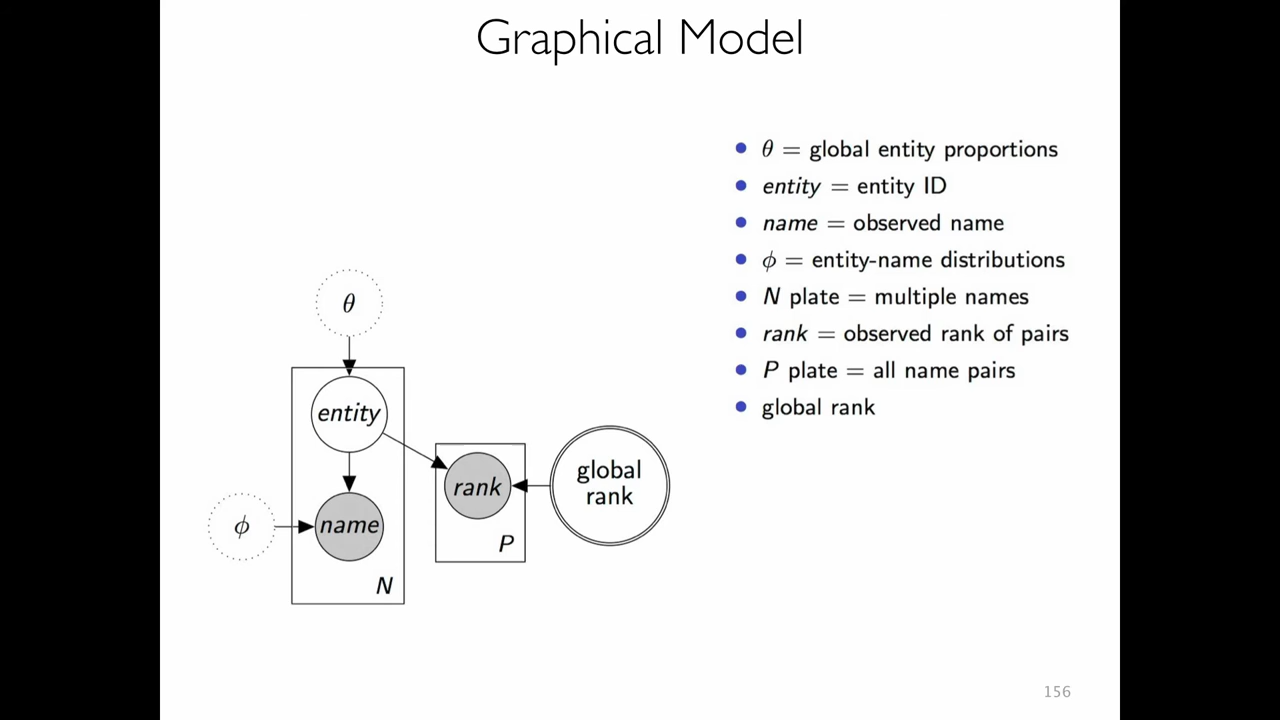 Graphical Model
θ = global entity proportions
entity = entity ID
name = observed name
ϕ = entity-name distributions
N plate = multiple names
rank = observed rank of pairs
P plate = all name pairs
global rank
θ
entity
ϕ
name
N
rank
P
global
rank
156